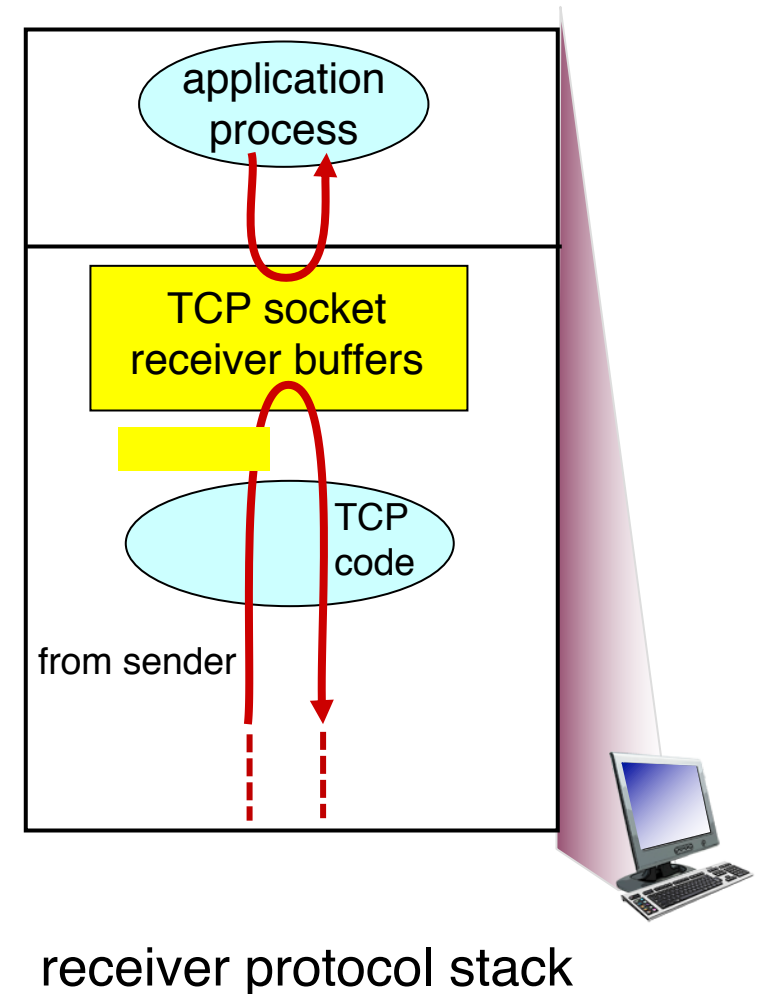 application
process
TCP socket
receiver buffers
TCP
code
from sender
receiver protocol stack